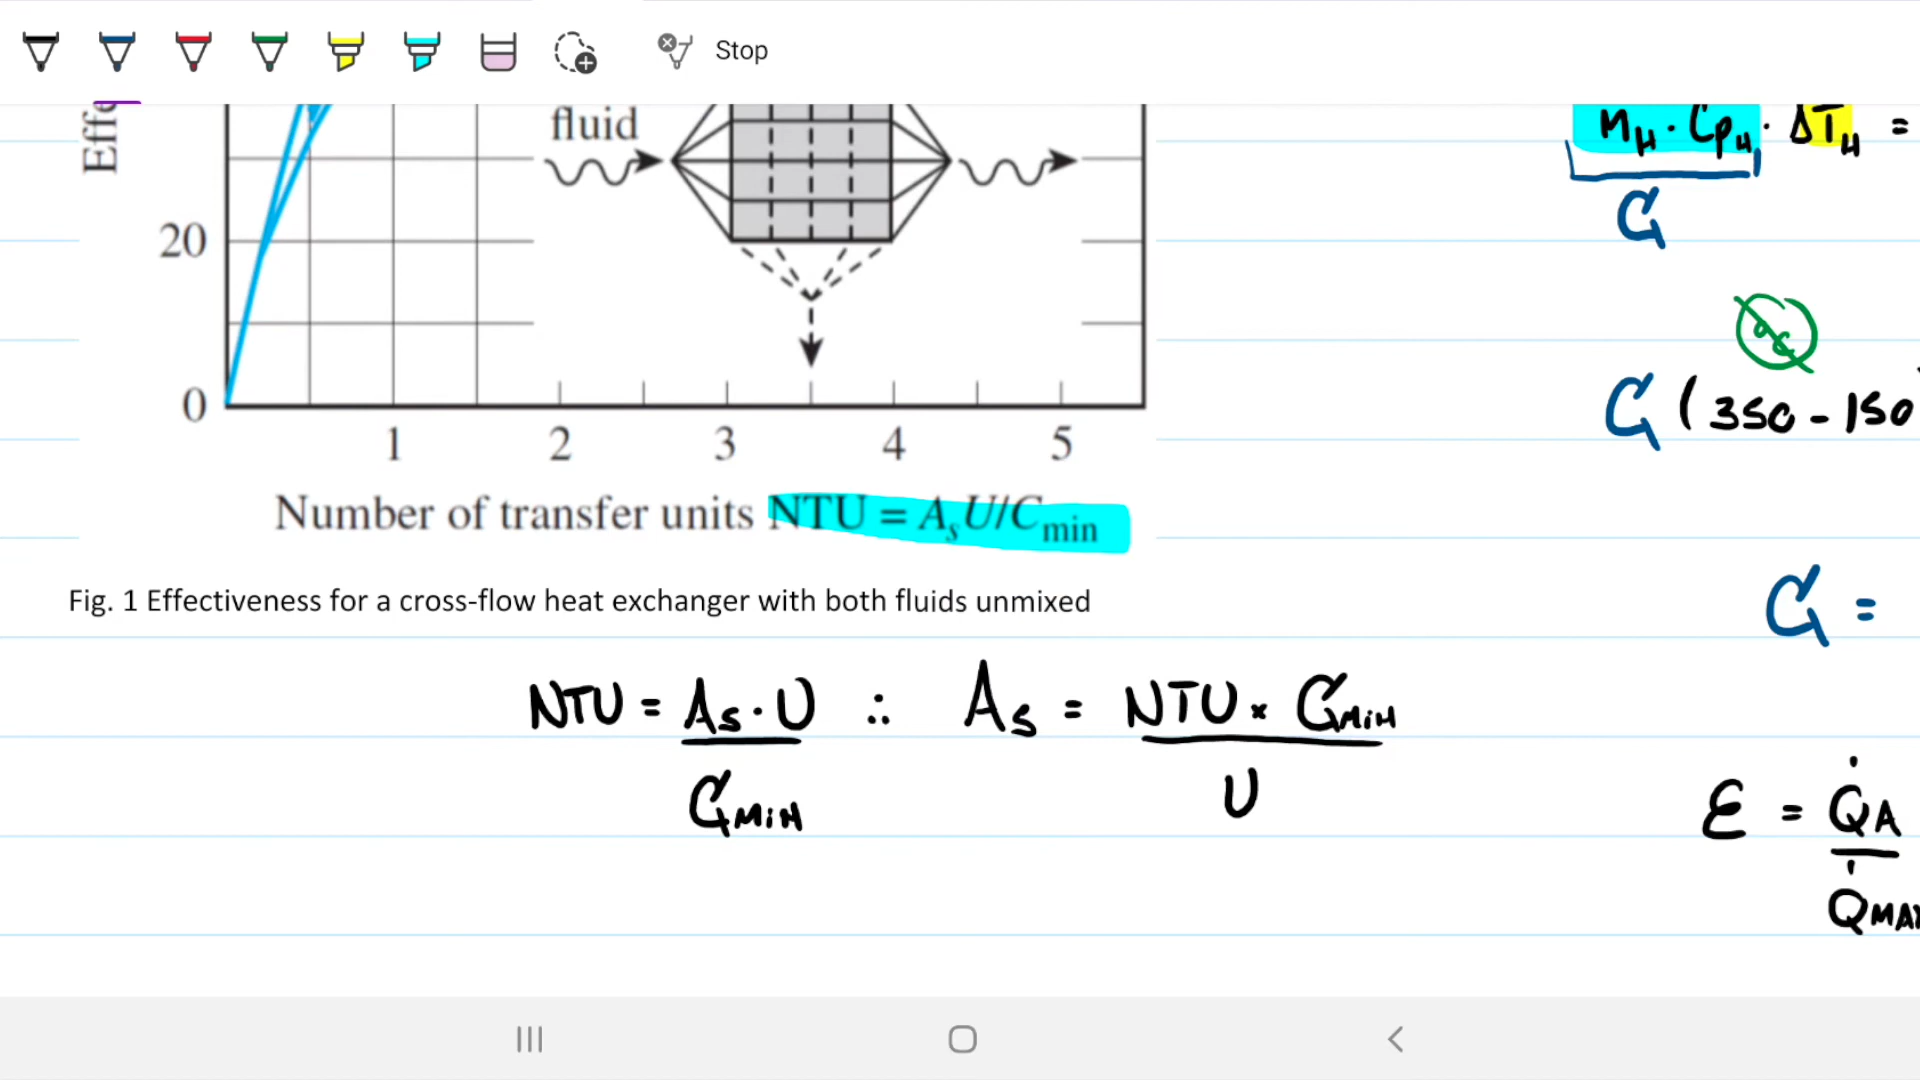 Stop
Effe
fluid
20
0
1 2 3 4 5
Number of transfer units NTU = AₛU/Cmin
Fig. 1 Effectiveness for a cross-flow heat exchanger with both fluids unmixed
NTU = As·U ∴ As = NTU × CMIN
CMIN U
MH · CPH · ΔTH =
C
C (350 - 150
C =
ε = Q̇A
Q̇MAX